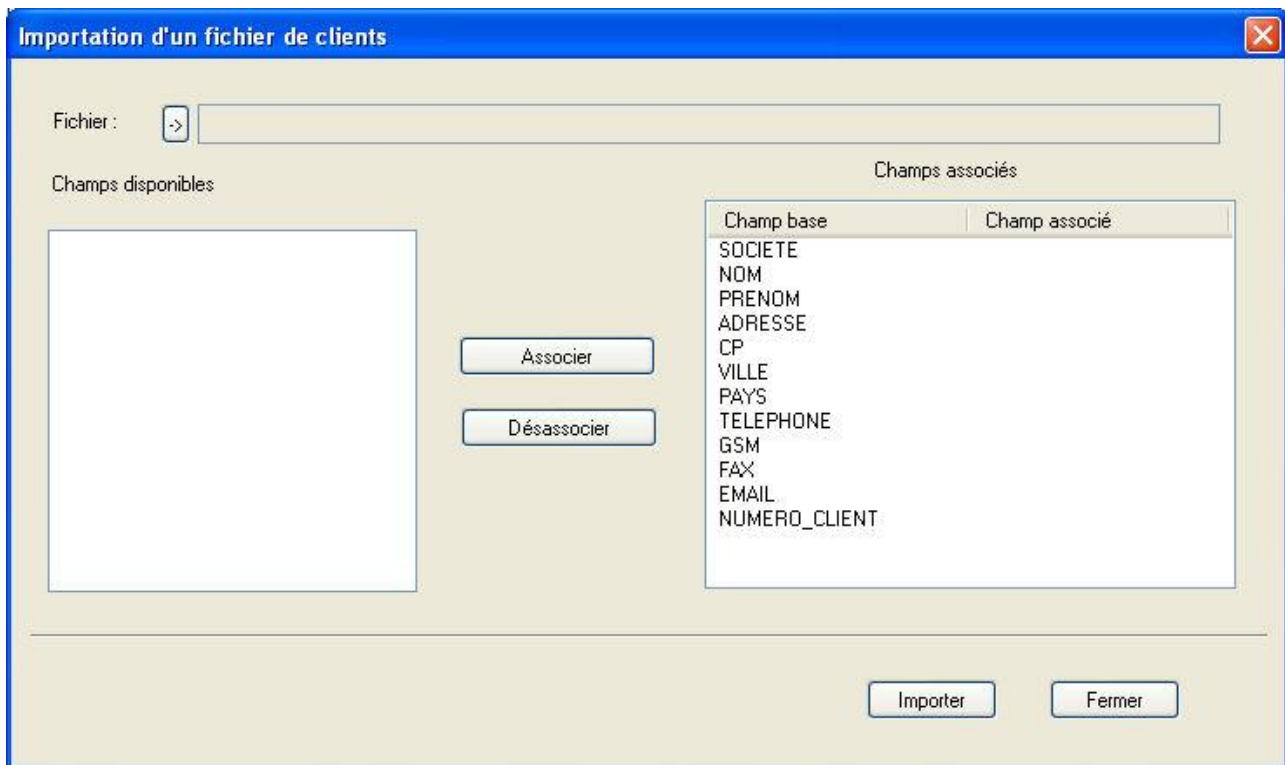 Importation d'un fichier de clients
Fichier :
->
Champs disponibles
Champs associés
Champ base Champ associé
SOCIETE
NOM
PRENOM
ADRESSE
CP
VILLE
PAYS
TELEPHONE
GSM
FAX
EMAIL
NUMERO_CLIENT
Associer
Désassocier
Importer
Fermer